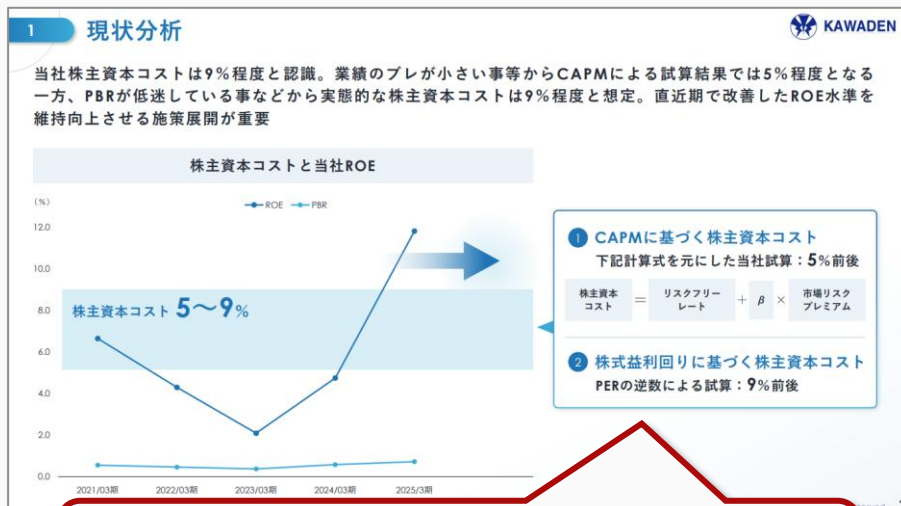 1 現状分析
KAWADEN
当社株主資本コストは9%程度と認識。業績のブレが小さい事等からCAPMによる試算結果では5%程度となる
一方、PBRが低迷している事などから実態的な株主資本コストは9%程度と想定。直近期で改善したROE水準を
維持向上させる施策展開が重要
株主資本コストと当社ROE
(%)
ROE PBR
12.0
10.0
8.0
6.0
4.0
2.0
0.0
株主資本コスト 5〜9%
2021/03期 2022/03期 2023/03期 2024/03期 2025/3期
1 CAPMに基づく株主資本コスト
下記計算式を元にした当社試算：5%前後
株主資本コスト = リスクフリーレート + β × 市場リスクプレミアム
2 株式益利回りに基づく株主資本コスト
PERの逆数による試算：9%前後